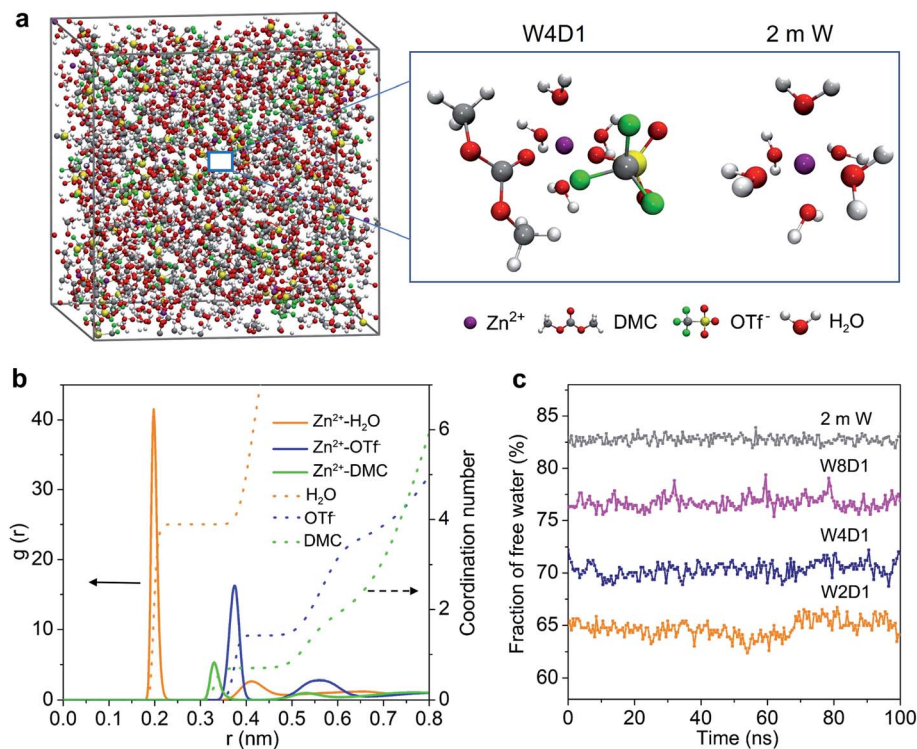 a
W4D1
2 m W
Zn²⁺
DMC
OTf⁻
H₂O
b
40
30
20
10
0
g (r)
Zn²⁺-H₂O
Zn²⁺-OTf
Zn²⁺-DMC
H₂O
OTf
DMC
6
4
2
0
Coordination number
0.0 0.1 0.2 0.3 0.4 0.5 0.6 0.7 0.8
r (nm)
c
85
80
75
70
65
60
Fraction of free water (%)
2 m W
W8D1
W4D1
W2D1
0 20 40 60 80 100
Time (ns)